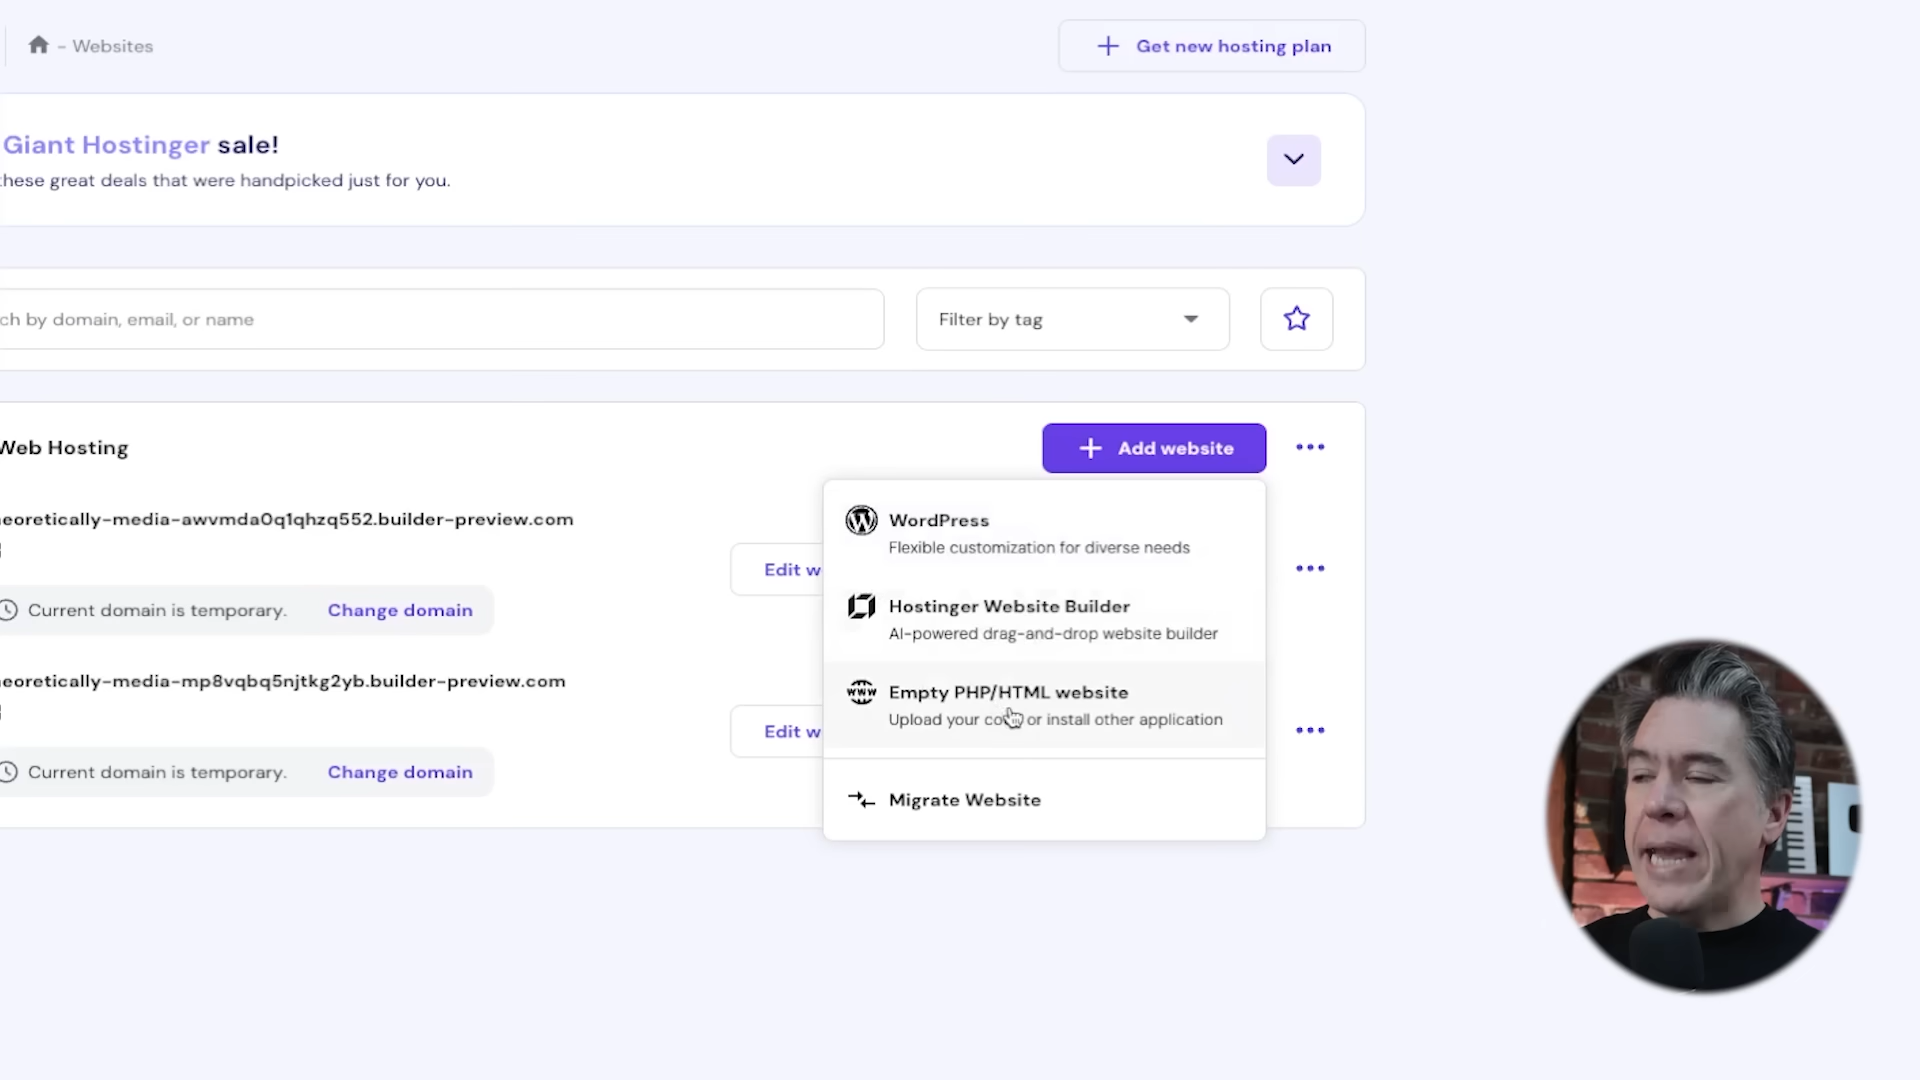 - Websites
Get new hosting plan
Giant Hostinger sale!
these great deals that were handpicked just for you.
ch by domain, email, or name
Filter by tag
Web Hosting
Add website
eoretically-media-awvmda0q1qhzq552.builder-preview.com
Edit w
Current domain is temporary. Change domain
eoretically-media-mp8vqbq5njtkg2yb.builder-preview.com
Edit w
Current domain is temporary. Change domain
WordPress
Flexible customization for diverse needs
Hostinger Website Builder
AI-powered drag-and-drop website builder
www Empty PHP/HTML website
Upload your co or install other application
Migrate Website